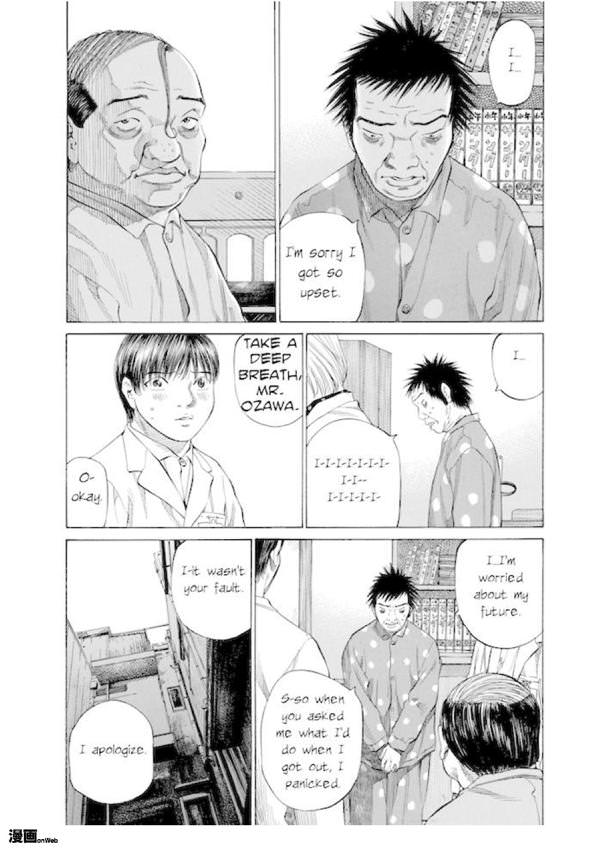 I...
I...
I'm sorry I
got so
upset.
I...
I-I-I-I-I-I-I-
I-I--
I-I-I-I-I-
TAKE A
DEEP
BREATH,
MR.
OZAWA.
O-
okay.
I...I'm
worried
about my
future.
S-so when
you asked
me what I'd
do when I
got out, I
panicked.
I-it wasn't
your fault.
I apologize.
漫画onWeb